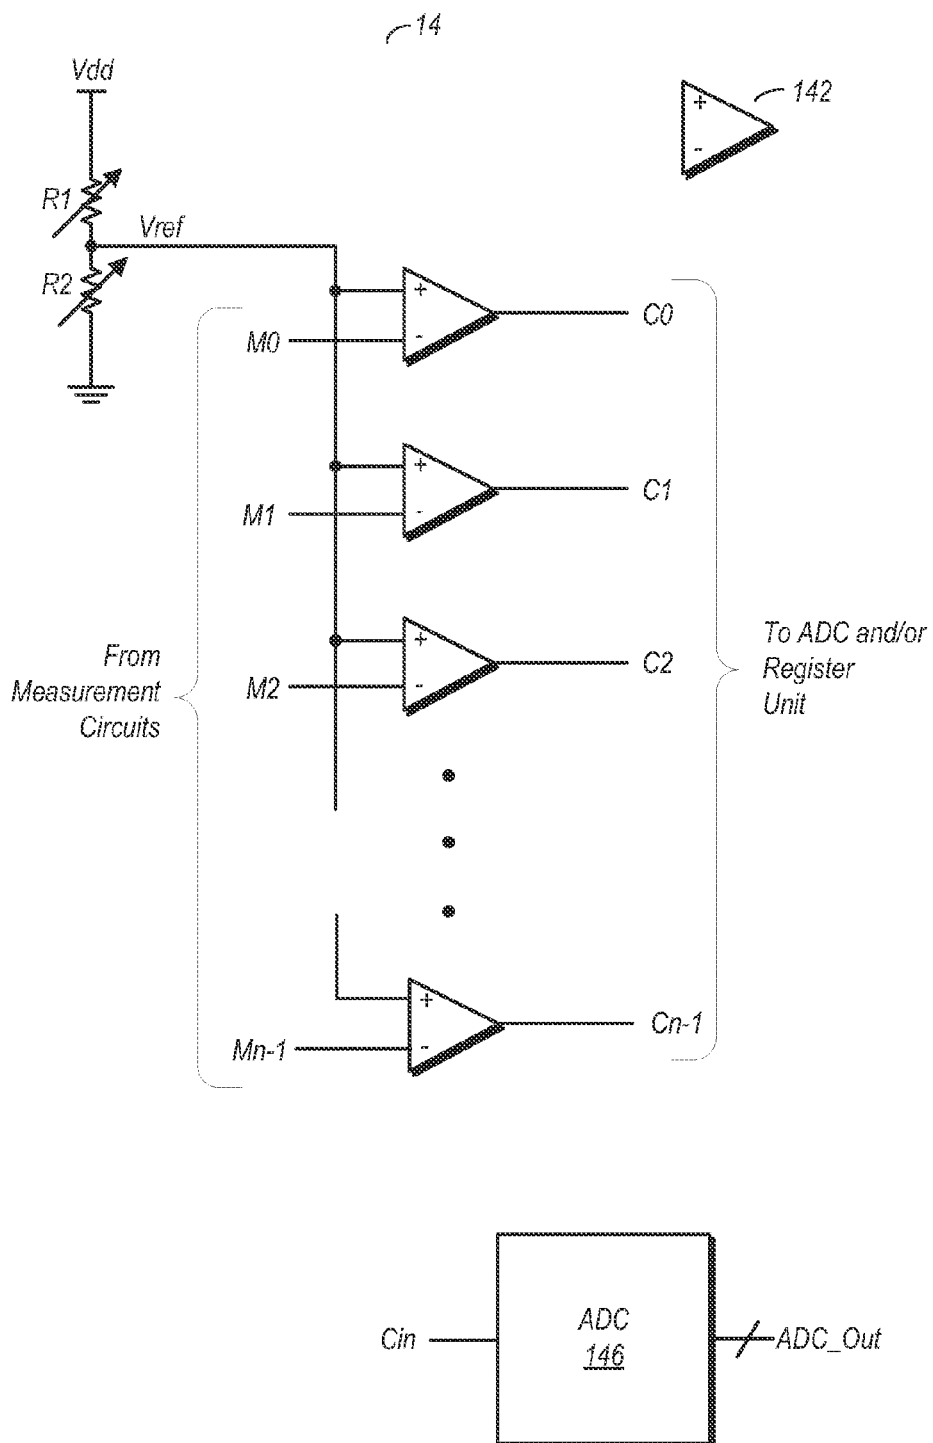 14
142
Vdd
R1
Vref
R2
+
-
+
-
M0
C0
+
-
M1
C1
+
-
M2
C2
From
Measurement
Circuits
To ADC and/or
Register
Unit
+
-
Mn-1
Cn-1
Cin
ADC
146
ADC_Out